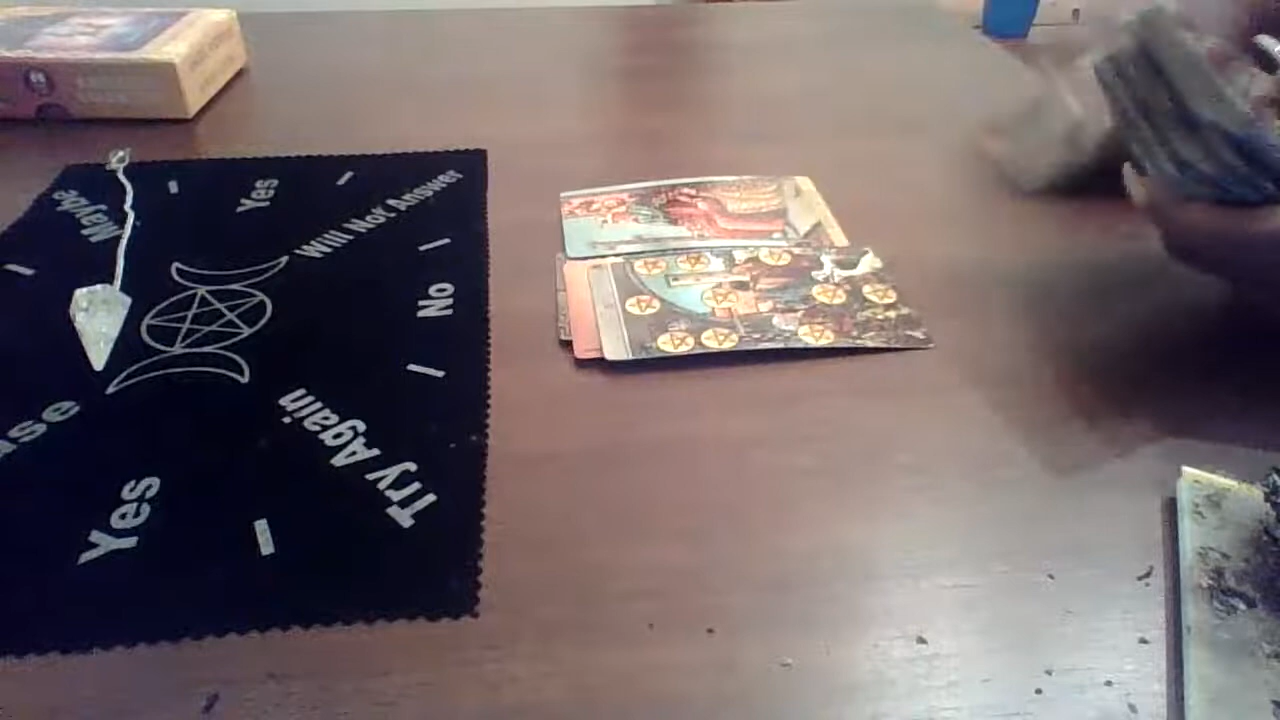 Maybe
Yes
Will Not Answer
No
Try Again
Yes
ase